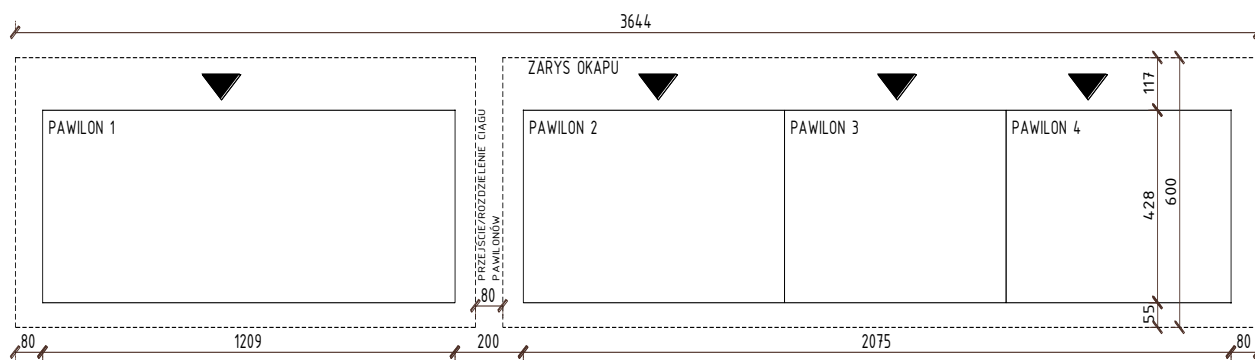 3644
ZARYS OKAPU
117
PAWILON 1
PAWILON 2
PAWILON 3
PAWILON 4
PRZEJŚCIE/ROZDZIELENIE CIĄGU
PAWILONÓW
428
600
80
55
80
1209
200
2075
80